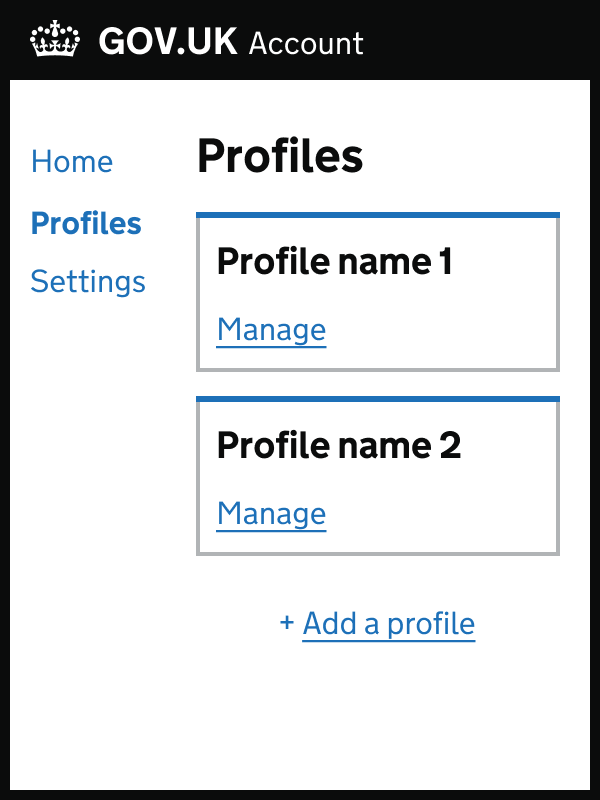 GOV.UK Account
Home
Profiles
Settings
Profiles
Profile name 1
Manage
Profile name 2
Manage
+ Add a profile